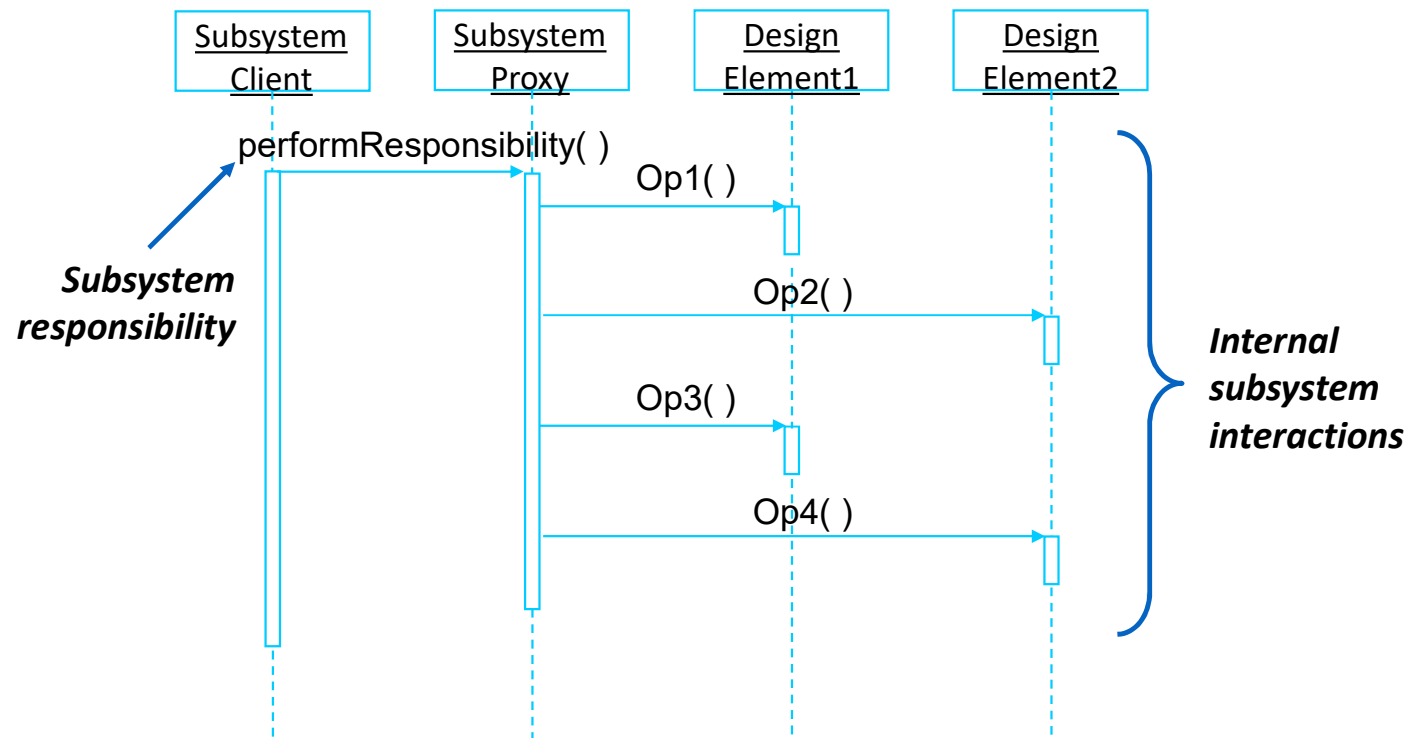 Subsystem
Client
Subsystem
Proxy
Design
Element1
Design
Element2
performResponsibility( )
Op1( )
Subsystem
responsibility
Op2( )
Internal
subsystem
interactions
Op3( )
Op4( )